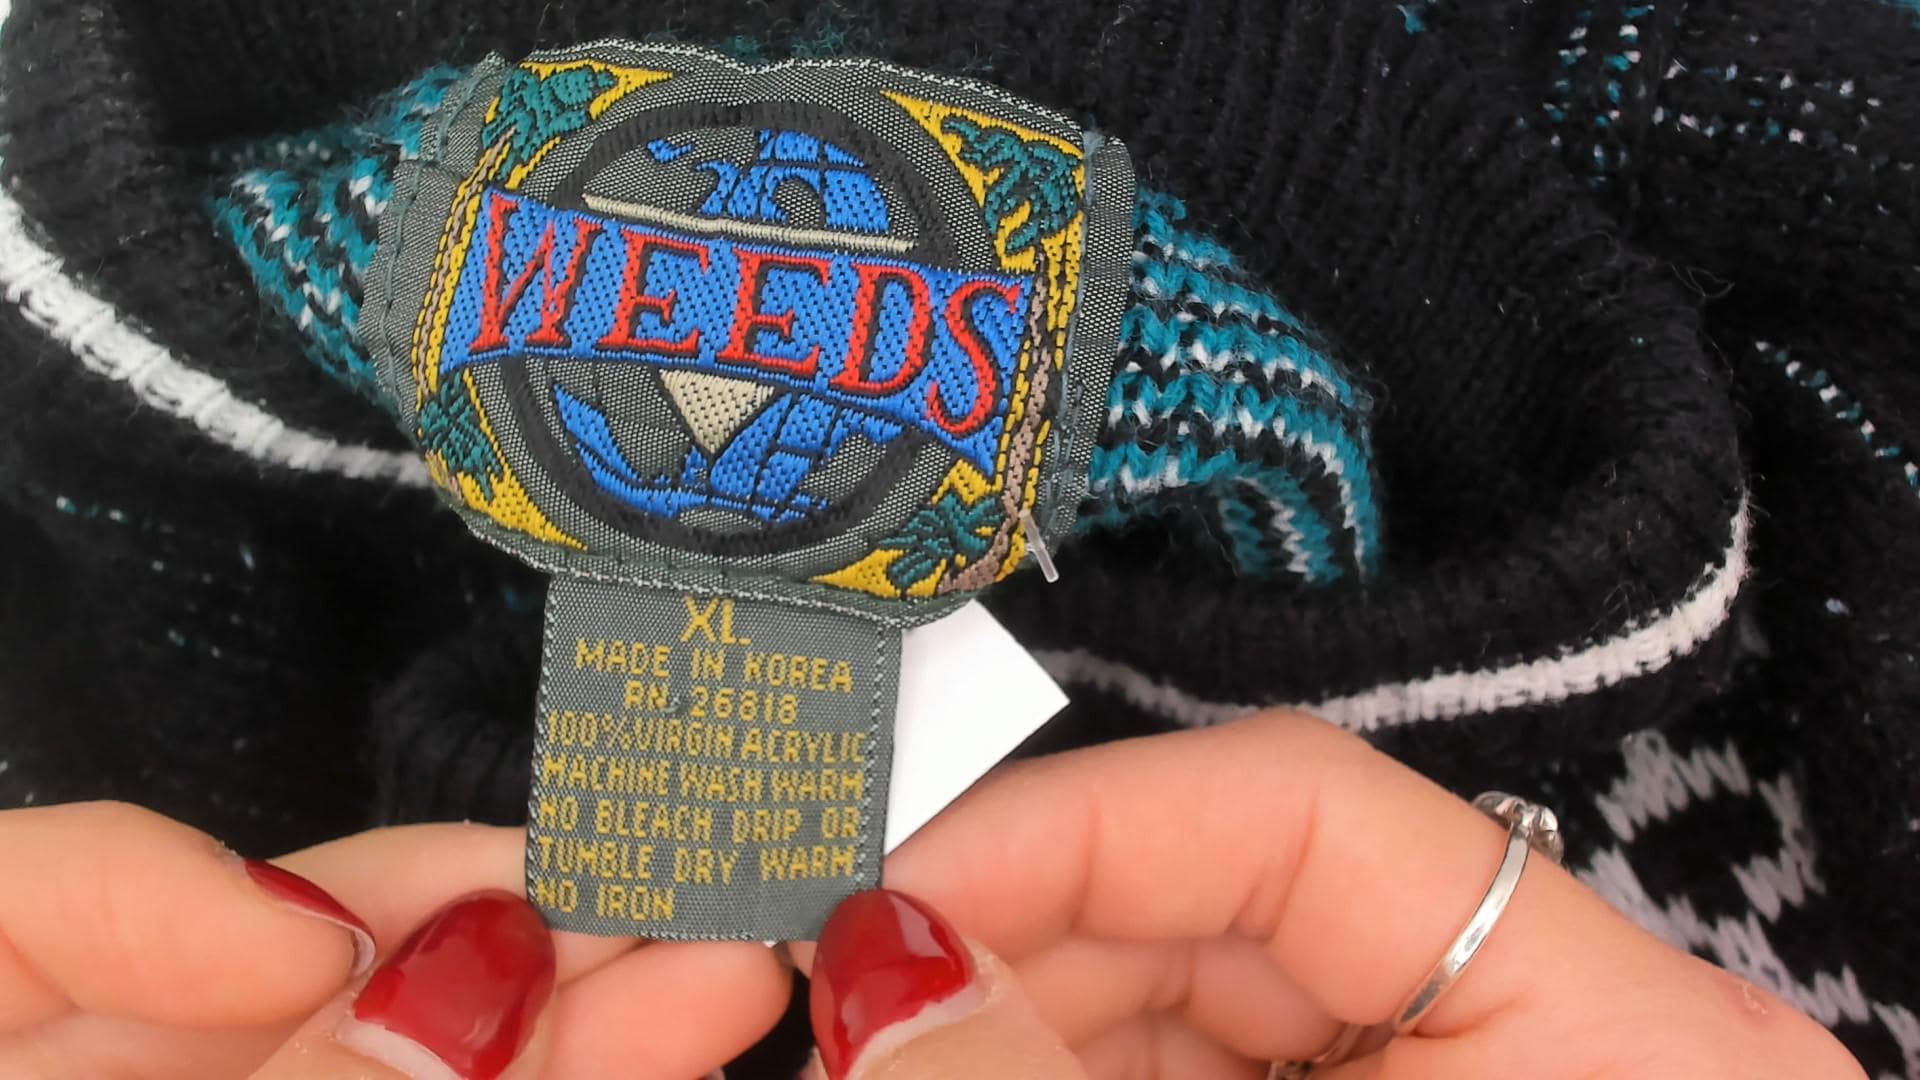 WEEDS
XL
MADE IN KOREA
RN 26818
100% VIRGIN ACRYLIC
MACHINE WASH WARM
NO BLEACH DRIP OR
TUMBLE DRY WARM
NO IRON